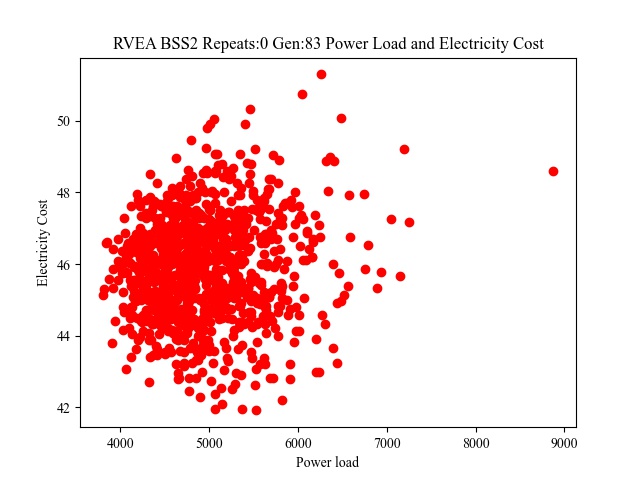 RVEA BSS2 Repeats:0 Gen:83 Power Load and Electricity Cost
Electricity Cost
50
48
46
44
42
4000 5000 6000 7000 8000 9000
Power load